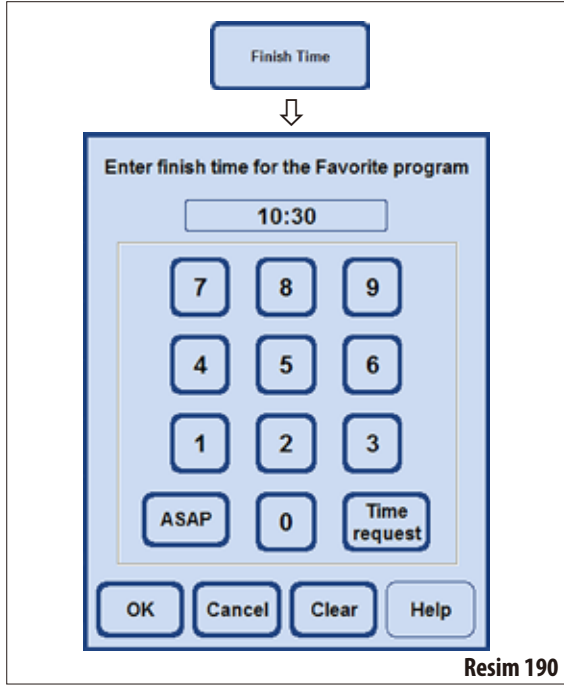 Finish Time
Enter finish time for the Favorite program
10:30
7 8 9
4 5 6
1 2 3
ASAP 0 Time
request
OK Cancel Clear Help
Resim 190